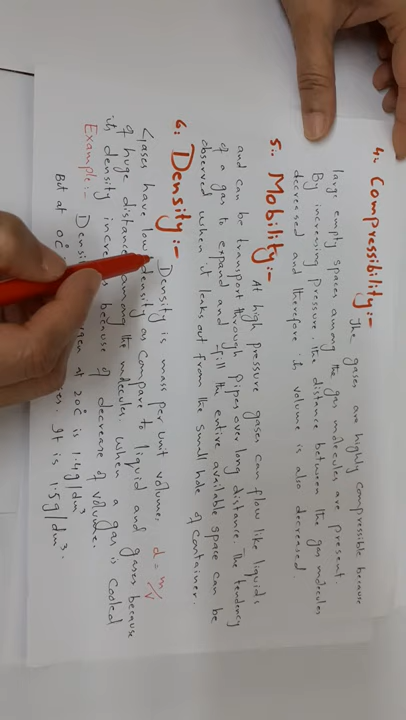 4. Compressibility:-
The gases are highly compressible because
large empty spaces among the gas molecules are present.
By increasing Pressure. The distance between the gas molecules
decreased and therefore its volume is also decreased.
5. Mobility:-
At high pressure gases can flow like liquids
and can be transport through Pipes over long distance. The tendency
of a gas to expand and fill the entire available space can be
observed when it leaks out from the small hole of container.
6. Density:-
Density is mass per unit volume. d = m/v
Gases have low density as compare to liquid and gases because
of huge distance among the molecules. When a gas is cooled
its density because of decrease of volume.
Example:- at 20°C is 1.4g/dm³
But at 0°C It is 1.5g/dm³.